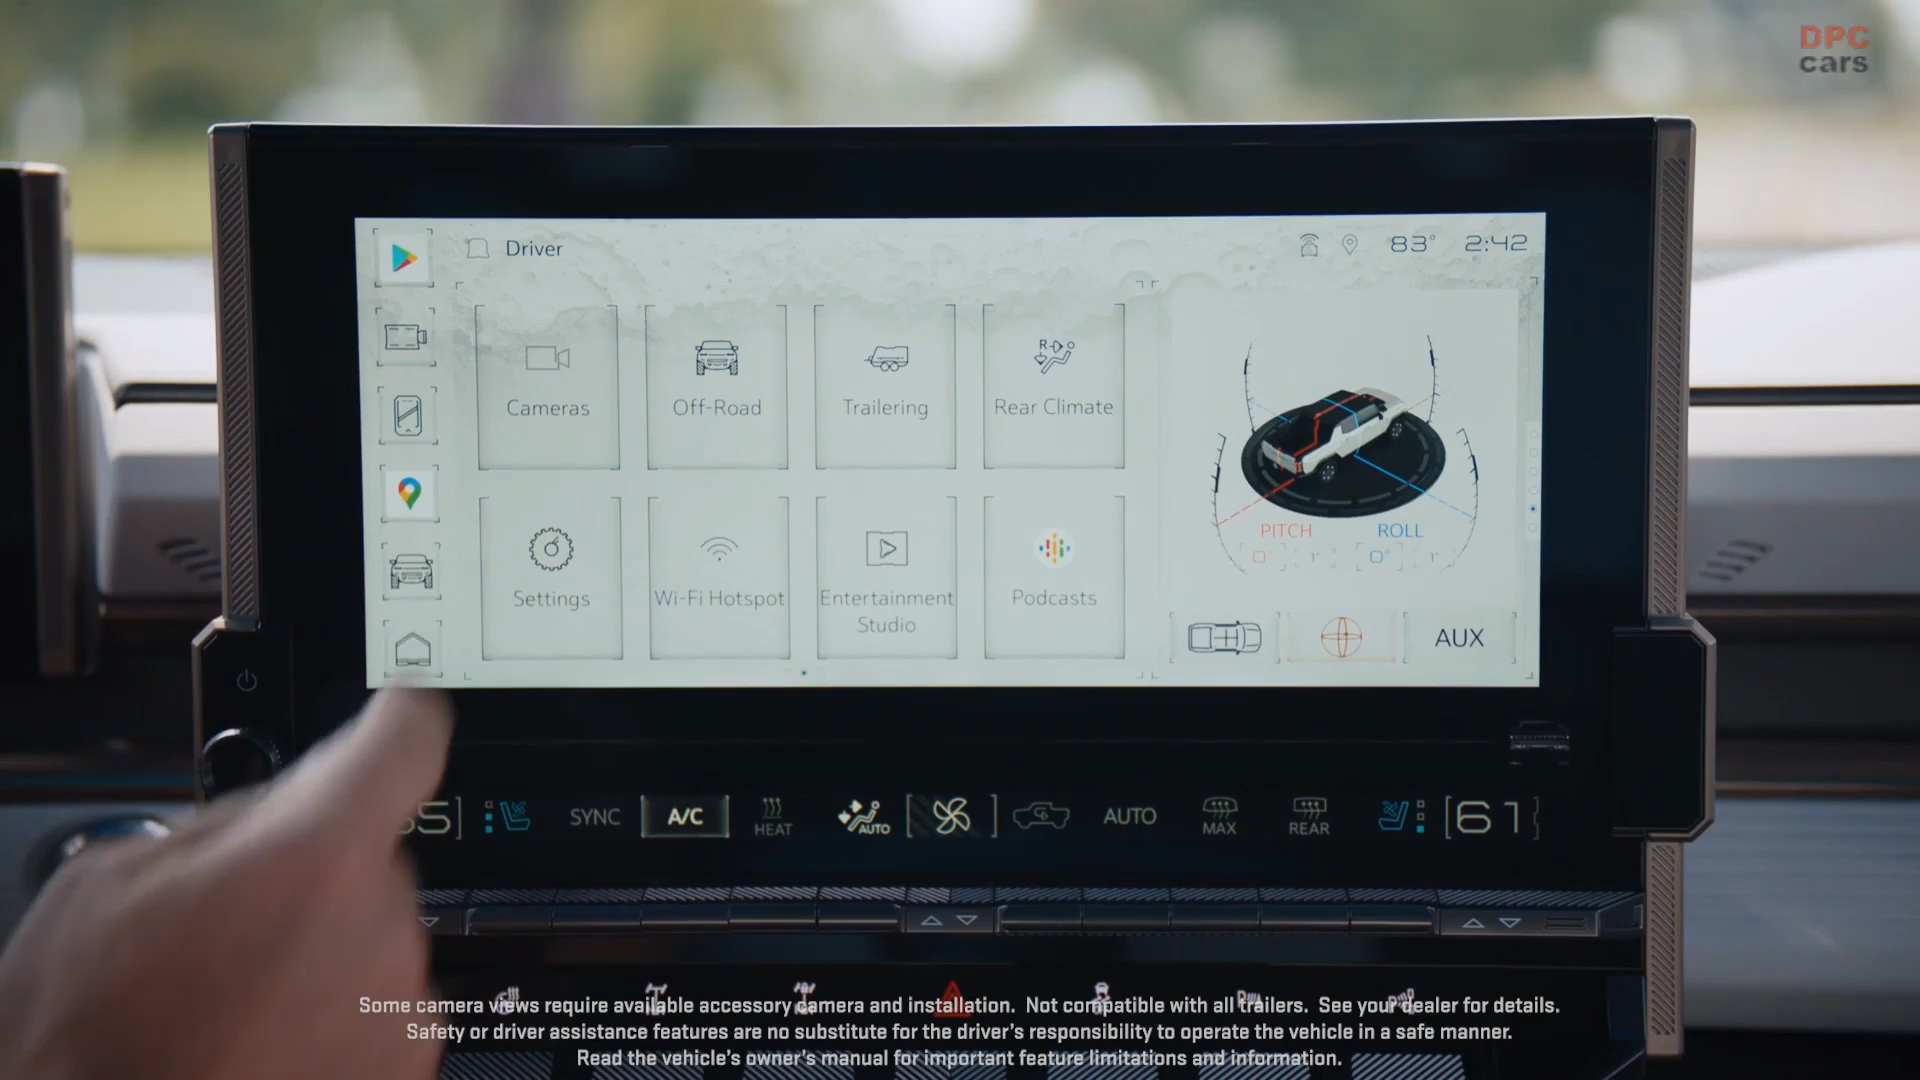 DPC
cars
Driver
83° 2:42
Cameras
Off-Road
Trailering
R
Rear Climate
PITCH
ROLL
0° 1°
0° 1°
Settings
Wi-Fi Hotspot
Entertainment
Studio
Podcasts
AUX
SYNC
A/C
HEAT
AUTO
AUTO
MAX
REAR
61
Some camera views require available accessory camera and installation. Not compatible with all trailers. See your dealer for details.
Safety or driver assistance features are no substitute for the driver's responsibility to operate the vehicle in a safe manner.
Read the vehicle's owner's manual for important feature limitations and information.